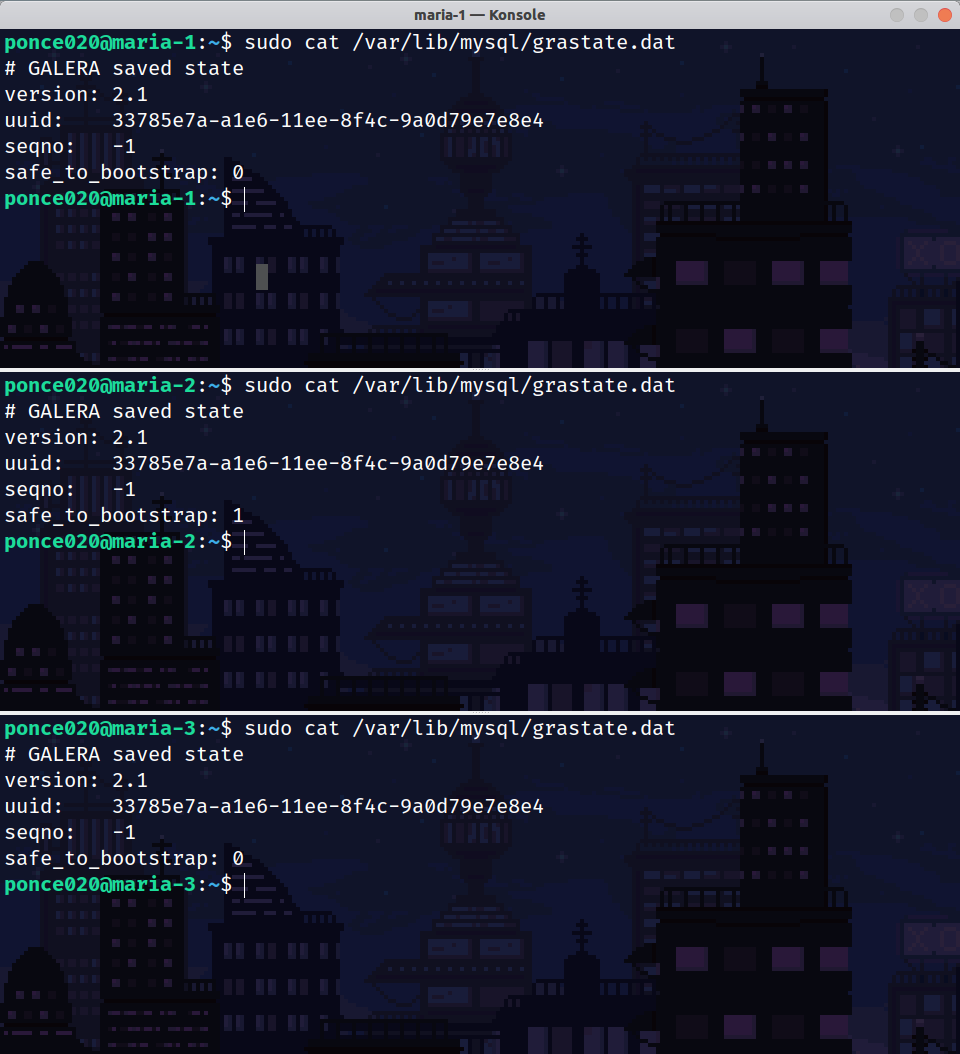 maria-1 — Konsole
ponce020@maria-1:~$ sudo cat /var/lib/mysql/grastate.dat
# GALERA saved state
version: 2.1
uuid:    33785e7a-a1e6-11ee-8f4c-9a0d79e7e8e4
seqno:   -1
safe_to_bootstrap: 0
ponce020@maria-1:~$
ponce020@maria-2:~$ sudo cat /var/lib/mysql/grastate.dat
# GALERA saved state
version: 2.1
uuid:    33785e7a-a1e6-11ee-8f4c-9a0d79e7e8e4
seqno:   -1
safe_to_bootstrap: 1
ponce020@maria-2:~$
ponce020@maria-3:~$ sudo cat /var/lib/mysql/grastate.dat
# GALERA saved state
version: 2.1
uuid:    33785e7a-a1e6-11ee-8f4c-9a0d79e7e8e4
seqno:   -1
safe_to_bootstrap: 0
ponce020@maria-3:~$